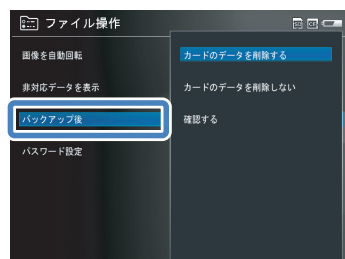 ファイル操作
画像を自動回転
非対応データを表示
バックアップ後
パスワード設定
カードのデータを削除する
カードのデータを削除しない
確認する